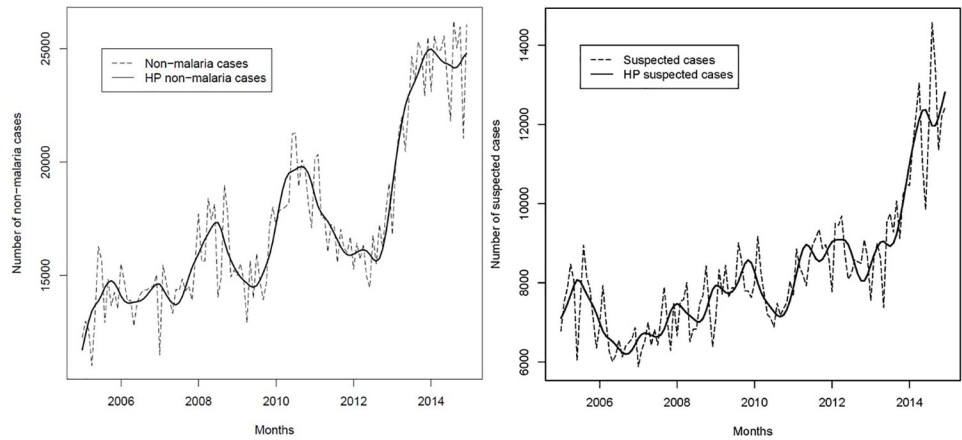 Non−malaria cases
HP non−malaria cases
Number of non−malaria cases
25000
20000
15000
2006 2008 2010 2012 2014
Months
Suspected cases
HP suspected cases
Number of suspected cases
14000
12000
10000
8000
6000
2006 2008 2010 2012 2014
Months